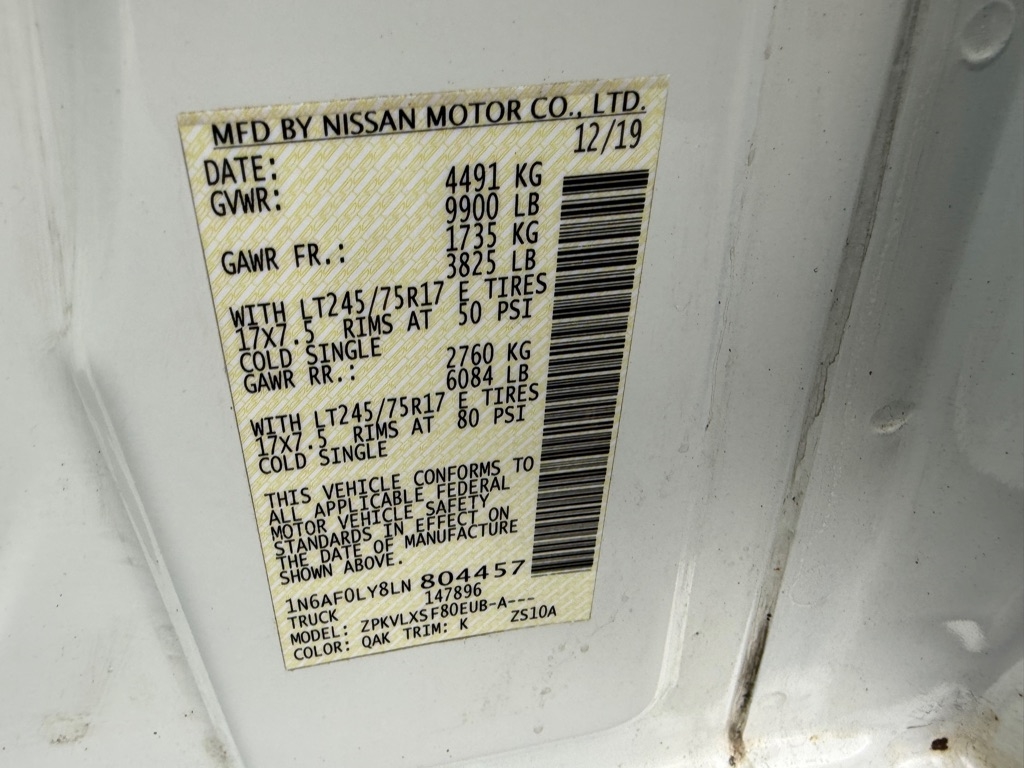 MFD BY NISSAN MOTOR CO., LTD.
DATE: 12/19
GVWR: 4491 KG
9900 LB
GAWR FR.: 1735 KG
3825 LB
WITH LT245/75R17 E TIRES
17X7.5 RIMS AT 50 PSI
COLD SINGLE
GAWR RR.: 2760 KG
6084 LB
WITH LT245/75R17 E TIRES
17X7.5 RIMS AT 80 PSI
COLD SINGLE
THIS VEHICLE CONFORMS TO
ALL APPLICABLE FEDERAL
MOTOR VEHICLE SAFETY
STANDARDS IN EFFECT ON
THE DATE OF MANUFACTURE
SHOWN ABOVE.
1N6AF0LY8LN 804457
TRUCK 147896
MODEL: ZPKVLXSF80EUB-A---
COLOR: QAK TRIM: K ZS10A